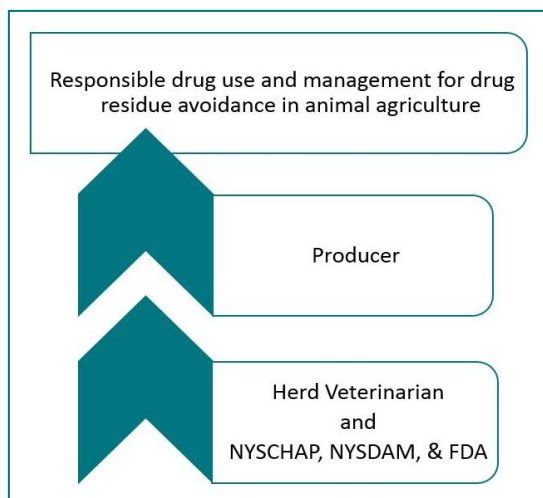 Responsible drug use and management for drug
residue avoidance in animal agriculture
Producer
Herd Veterinarian
and
NYSCHAP, NYSDAM, & FDA